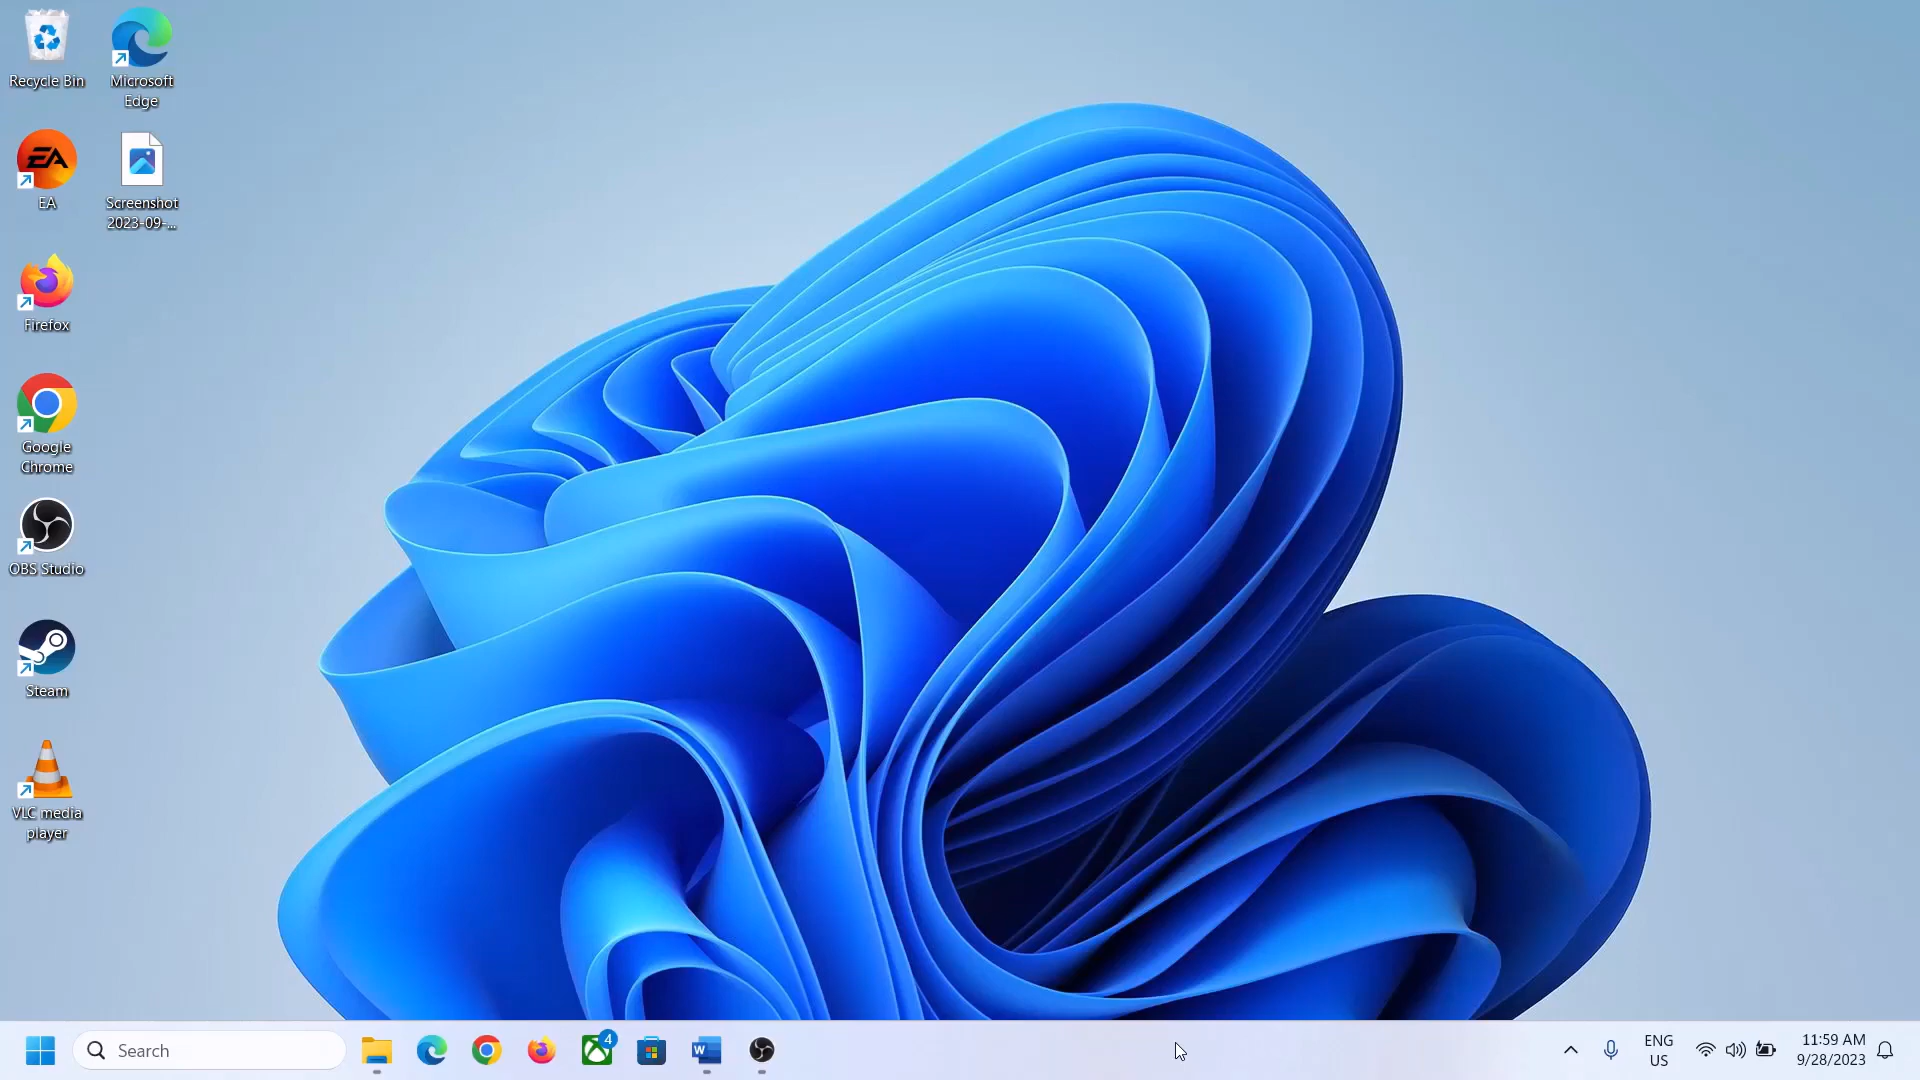 Recycle Bin
Microsoft
Edge
EA
EA
Screenshot
2023-09-...
Firefox
Google
Chrome
OBS Studio
Steam
VLC media
player
Search
4
W
ENG
US
11:59 AM
9/28/2023